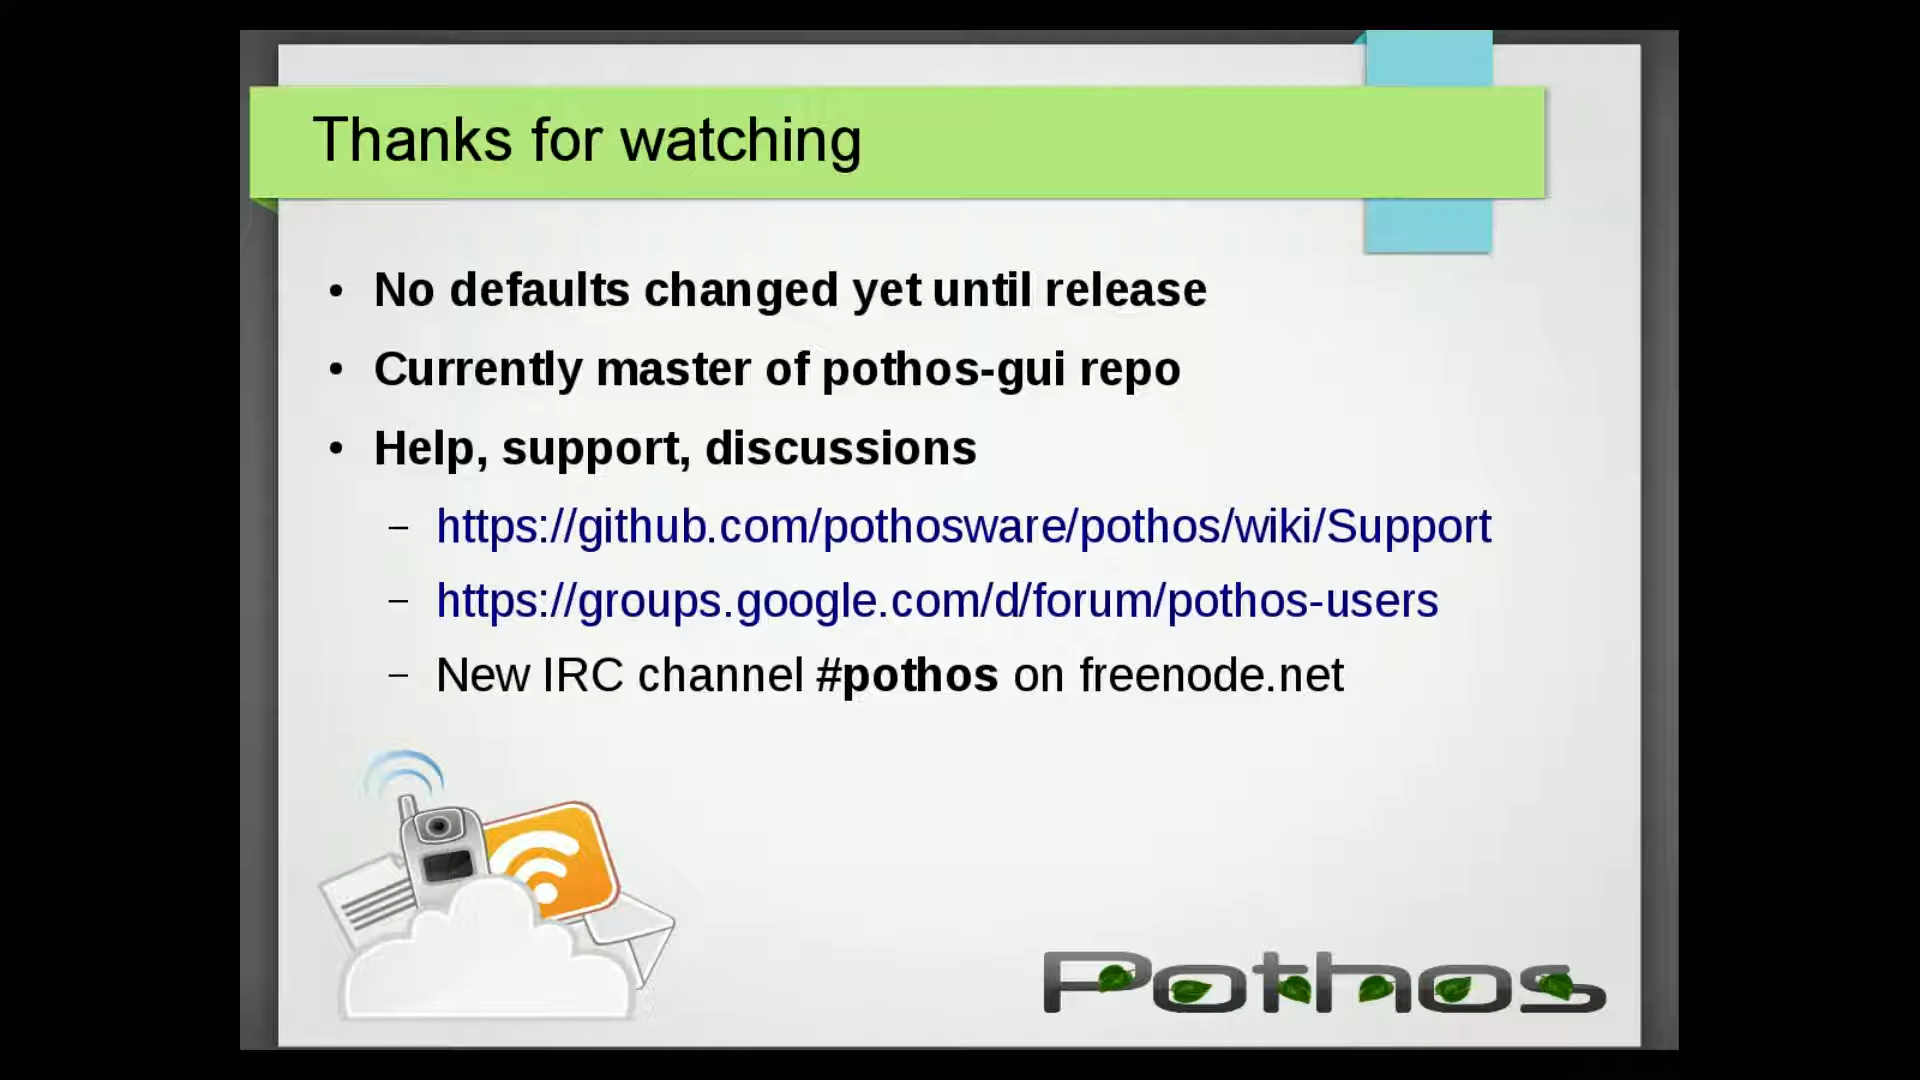 Thanks for watching
• No defaults changed yet until release
• Currently master of pothos-gui repo
• Help, support, discussions
– https://github.com/pothosware/pothos/wiki/Support
– https://groups.google.com/d/forum/pothos-users
– New IRC channel #pothos on freenode.net
Pothos